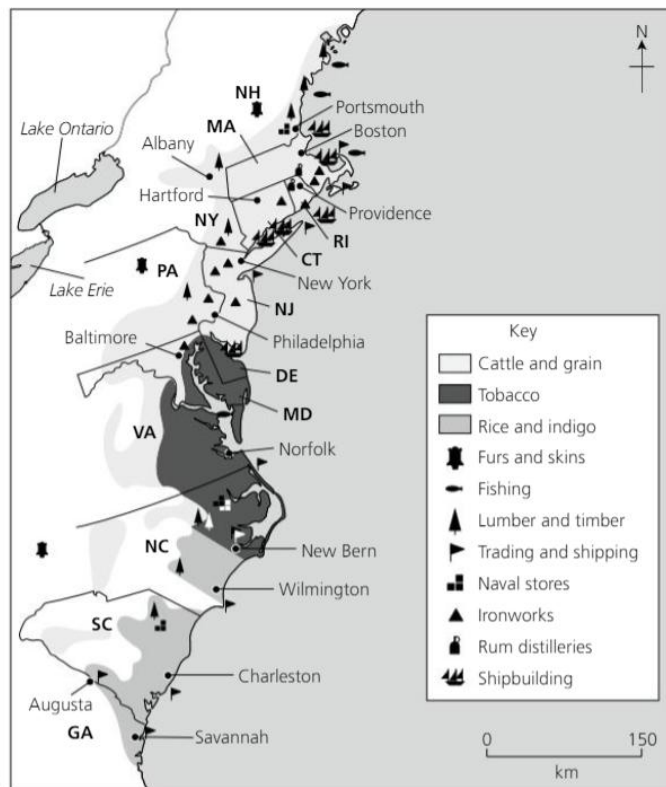 N
NH
Portsmouth
Lake Ontario
MA
Boston
Albany
Hartford
Providence
NY
RI
CT
New York
Lake Erie
PA
NJ
Philadelphia
Baltimore
DE
MD
VA
Norfolk
NC
New Bern
Wilmington
SC
Charleston
Augusta
GA
Savannah
Key
Cattle and grain
Tobacco
Rice and indigo
Furs and skins
Fishing
Lumber and timber
Trading and shipping
Naval stores
Ironworks
Rum distilleries
Shipbuilding
0 150
km